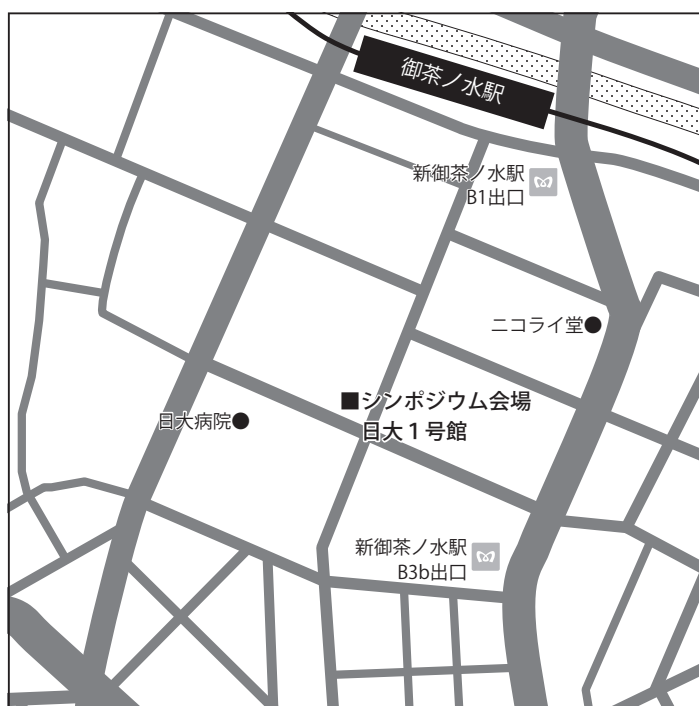 御茶ノ水駅
新御茶ノ水駅
B1出口
ニコライ堂●
■シンポジウム会場
日大１号館
日大病院●
新御茶ノ水駅
B3b出口